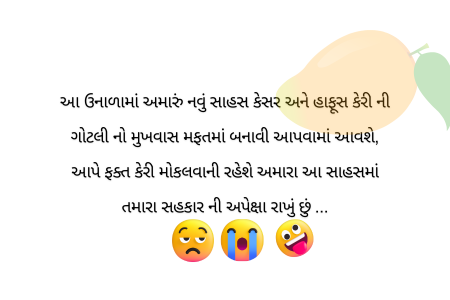 આ ઉનાળામાં અમારું નવું સાહસ કેસર અને હાફૂસ કેરી ની
ગોટલી નો મુખવાસ મફતમાં બનાવી આપવામાં આવશે,
આપે ફક્ત કેરી મોકલવાની રહેશે અમારા આ સાહસમાં
તમારા સહકાર ની અપેક્ષા રાખું છું ...